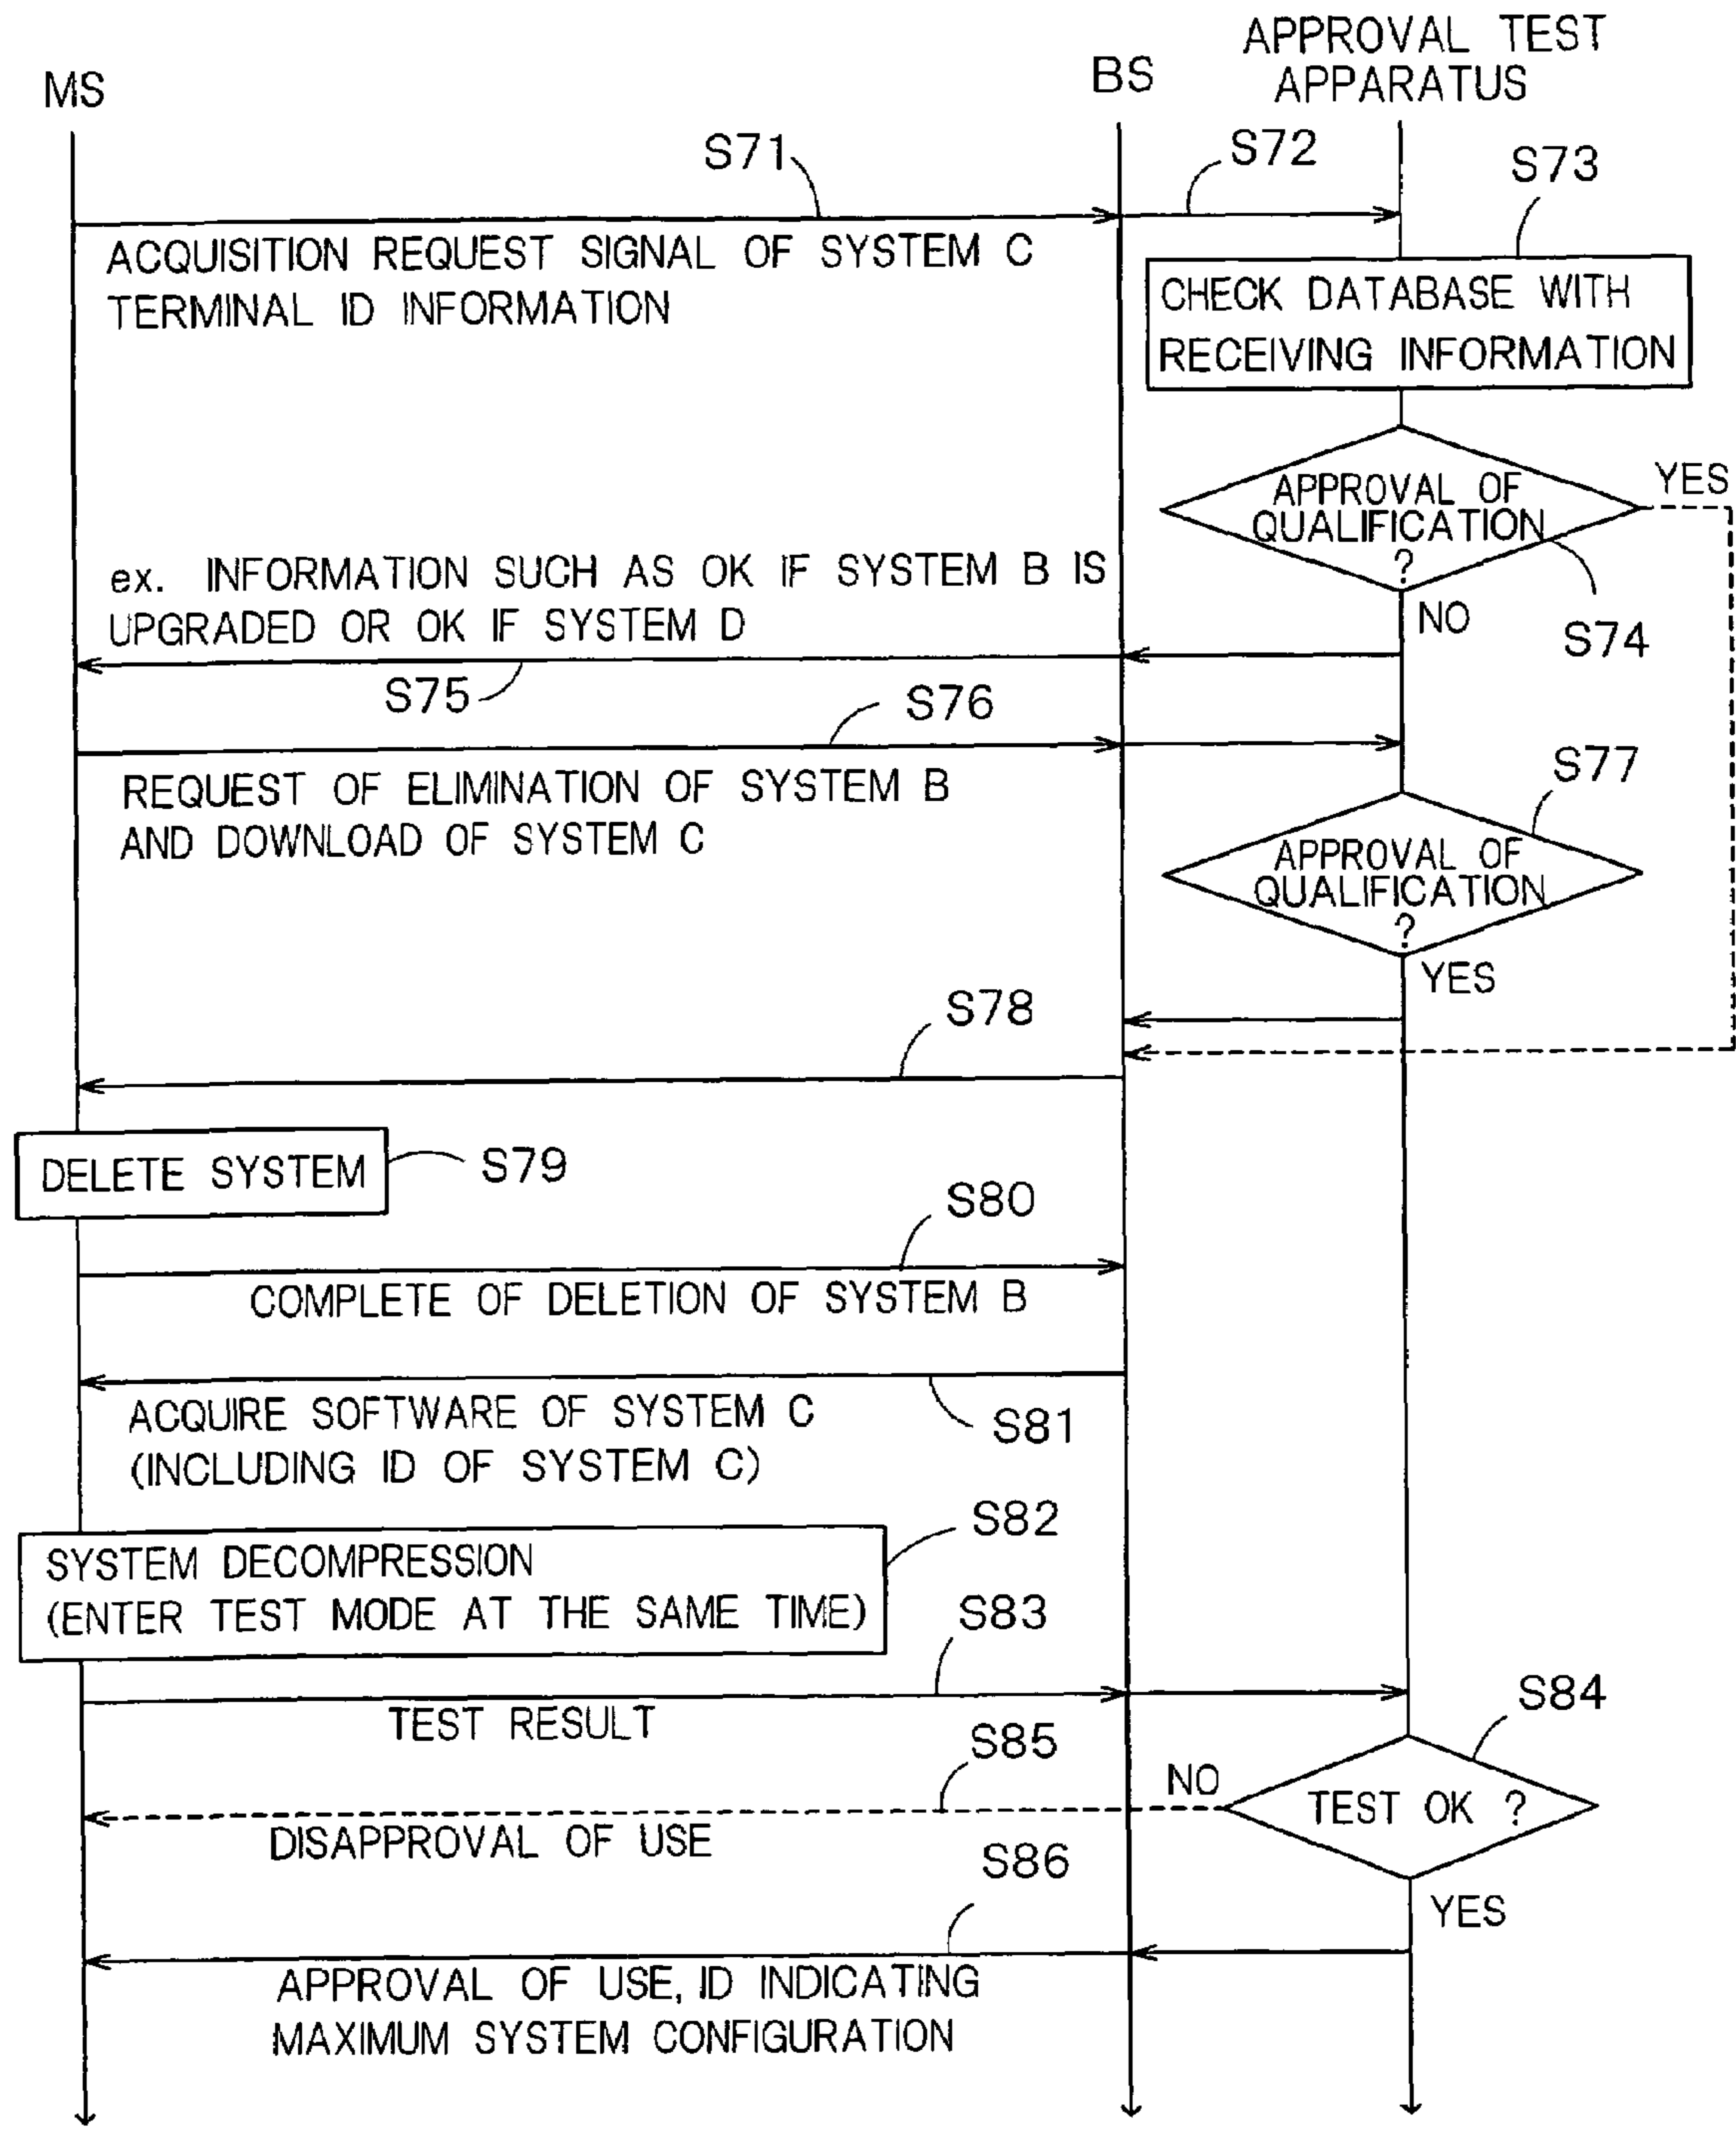 MS
BS
APPROVAL TEST
APPARATUS
S71
S72
S73
ACQUISITION REQUEST SIGNAL OF SYSTEM C
TERMINAL ID INFORMATION
CHECK DATABASE WITH
RECEIVING INFORMATION
APPROVAL OF
QUALIFICATION
?
YES
NO
S74
ex. INFORMATION SUCH AS OK IF SYSTEM B IS
UPGRADED OR OK IF SYSTEM D
S75
S76
REQUEST OF ELIMINATION OF SYSTEM B
AND DOWNLOAD OF SYSTEM C
S77
APPROVAL OF
QUALIFICATION
?
YES
S78
DELETE SYSTEM
S79
S80
COMPLETE OF DELETION OF SYSTEM B
ACQUIRE SOFTWARE OF SYSTEM C
(INCLUDING ID OF SYSTEM C)
S81
SYSTEM DECOMPRESSION
(ENTER TEST MODE AT THE SAME TIME)
S82
S83
TEST RESULT
S84
S85
NO
TEST OK ?
DISAPPROVAL OF USE
S86
YES
APPROVAL OF USE, ID INDICATING
MAXIMUM SYSTEM CONFIGURATION